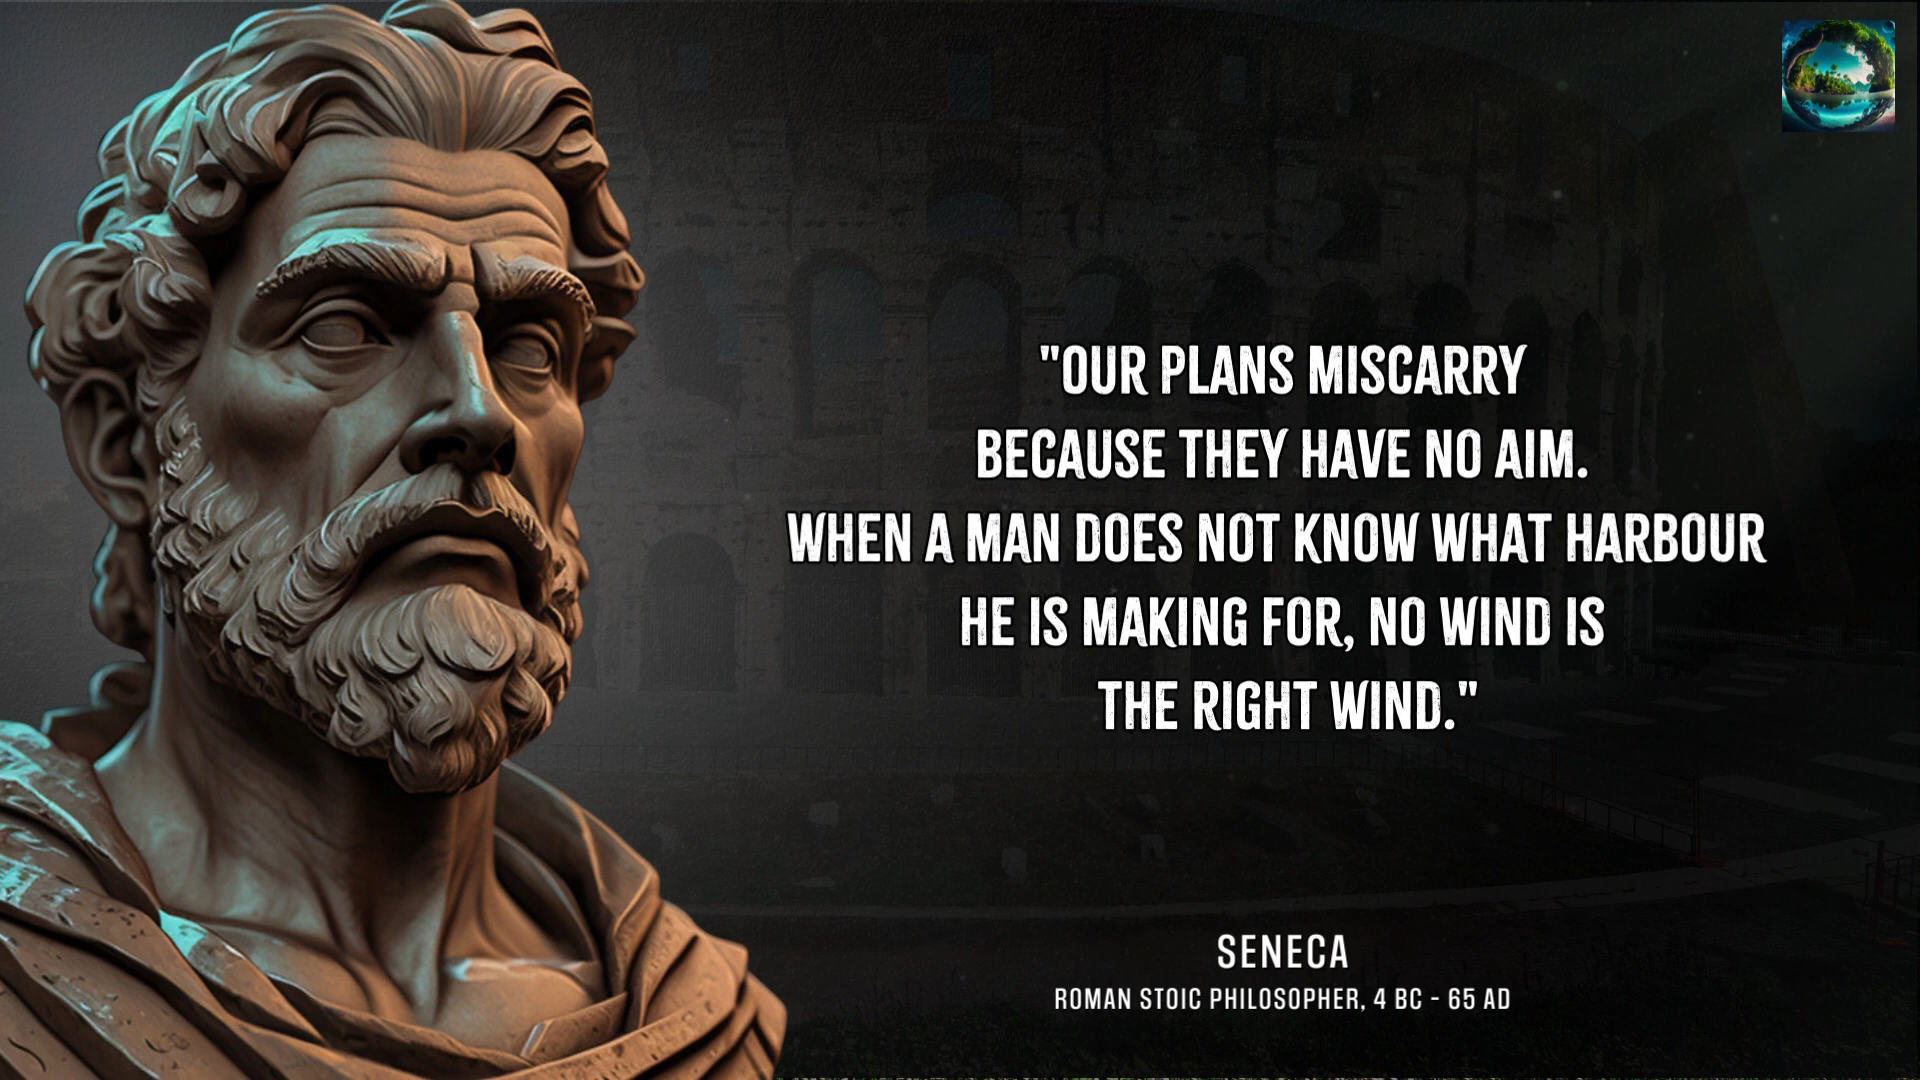 "OUR PLANS MISCARRY
BECAUSE THEY HAVE NO AIM.
WHEN A MAN DOES NOT KNOW WHAT HARBOUR
HE IS MAKING FOR, NO WIND IS
THE RIGHT WIND."
SENECA
ROMAN STOIC PHILOSOPHER, 4 BC - 65 AD